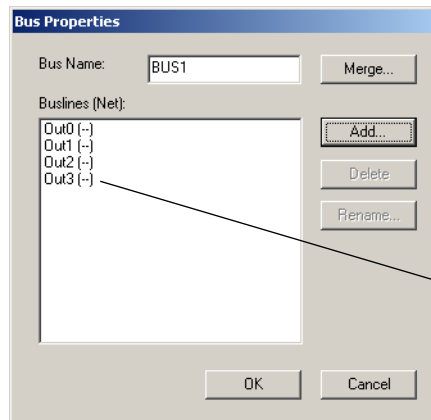 Bus Properties
Bus Name: BUS1 Merge...
Buslines (Net):
Out0 (--)
Out1 (--)
Out2 (--)
Out3 (--)
Add...
Delete
Rename...
OK Cancel